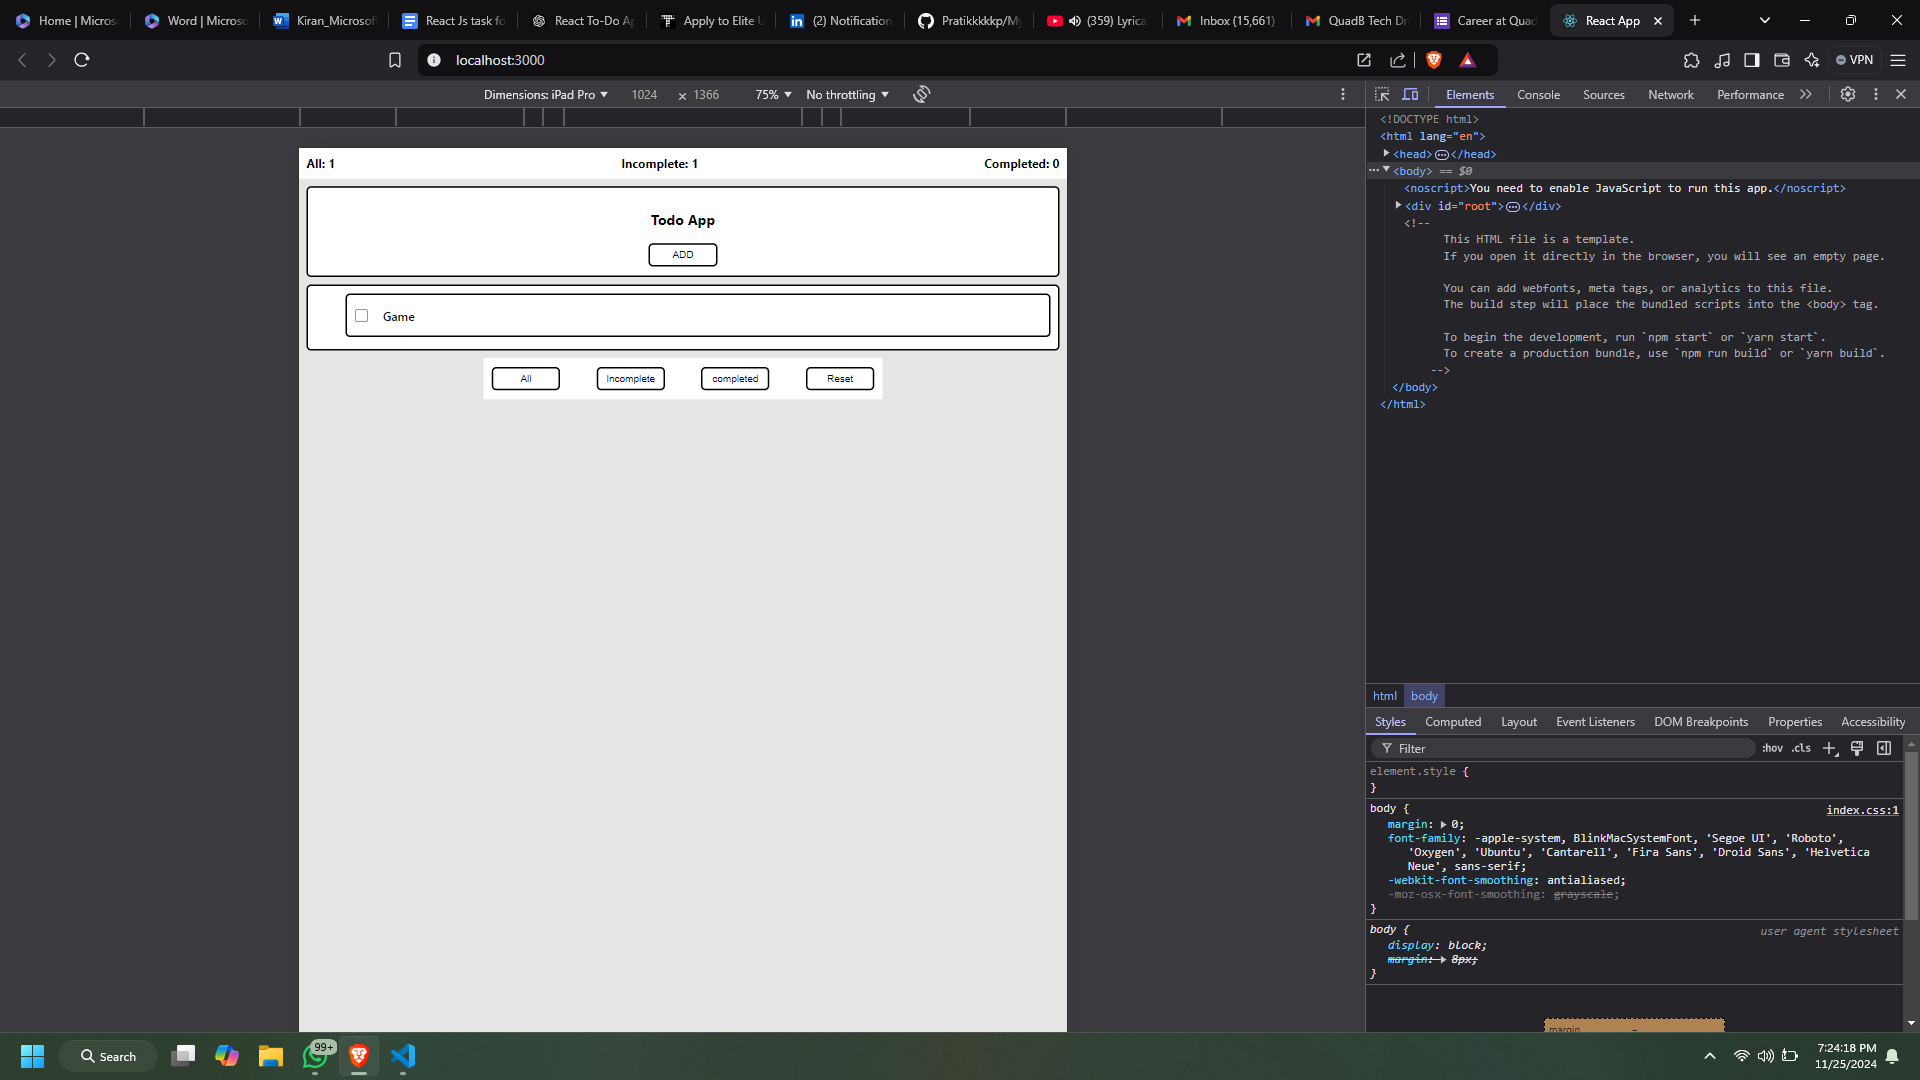 Home | Micros
Word | Microso
Kiran_Microsof
React Js task fo
React To-Do Ap
Apply to Elite U
(2) Notification
Pratikkkkkp/My
(359) Lyrica
Inbox (15,661)
QuadB Tech Dr
Career at Quad
React App
localhost:3000
VPN
Dimensions: iPad Pro
1024
× 1366
75%
No throttling
Elements
Console
Sources
Network
Performance
All: 1
Incomplete: 1
Completed: 0
Todo App
ADD
Game
All
Incomplete
completed
Reset
<!DOCTYPE html>
<html lang="en">
<head> ⋯ </head>
<body> == $0
<noscript>You need to enable JavaScript to run this app.</noscript>
<div id="root"> ⋯ </div>
<!--
This HTML file is a template.
If you open it directly in the browser, you will see an empty page.
You can add webfonts, meta tags, or analytics to this file.
The build step will place the bundled scripts into the <body> tag.
To begin the development, run `npm start` or `yarn start`.
To create a production bundle, use `npm run build` or `yarn build`.
-->
</body>
</html>
html
body
Styles
Computed
Layout
Event Listeners
DOM Breakpoints
Properties
Accessibility
Filter
:hov
.cls
element.style {
}
body {
index.css:1
margin: 0;
font-family: -apple-system, BlinkMacSystemFont, 'Segoe UI', 'Roboto',
'Oxygen', 'Ubuntu', 'Cantarell', 'Fira Sans', 'Droid Sans', 'Helvetica
Neue', sans-serif;
-webkit-font-smoothing: antialiased;
-moz-osx-font-smoothing: grayscale;
}
body {
user agent stylesheet
display: block;
margin: 8px;
}
margin
Search
99+
7:24:18 PM
11/25/2024